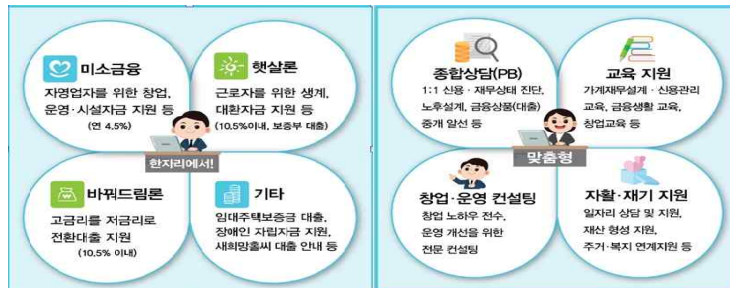 미소금융
자영업자를 위한 창업,
운영·시설자금 지원 등
(연 4.5%)
햇살론
근로자를 위한 생계,
대환자금 지원 등
(10.5%이내, 보증부 대출)
한자리에서!
바꿔드림론
고금리를 저금리로
전환대출 지원
(10.5% 이내)
기타
임대주택보증금 대출,
장애인 자립자금 지원,
새희망홀씨 대출 안내 등
종합상담(PB)
1:1 신용·재무상태 진단,
노후설계, 금융상품(대출)
중개 알선 등
교육 지원
가계재무설계·신용관리
교육, 금융생활 교육,
창업교육 등
맞춤형
창업·운영 컨설팅
창업 노하우 전수,
운영 개선을 위한
전문 컨설팅
자활·재기 지원
일자리 상담 및 지원,
재산 형성 지원,
주거·복지 연계지원 등